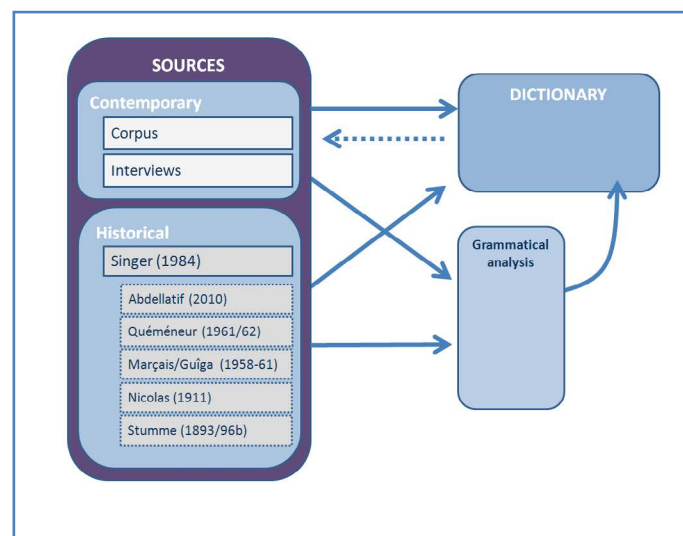 SOURCES
Contemporary
Corpus
Interviews
Historical
Singer (1984)
Abdellatif (2010)
Quéméneur (1961/62)
Marçais/Guîga (1958-61)
Nicolas (1911)
Stumme (1893/96b)
DICTIONARY
Grammatical
analysis